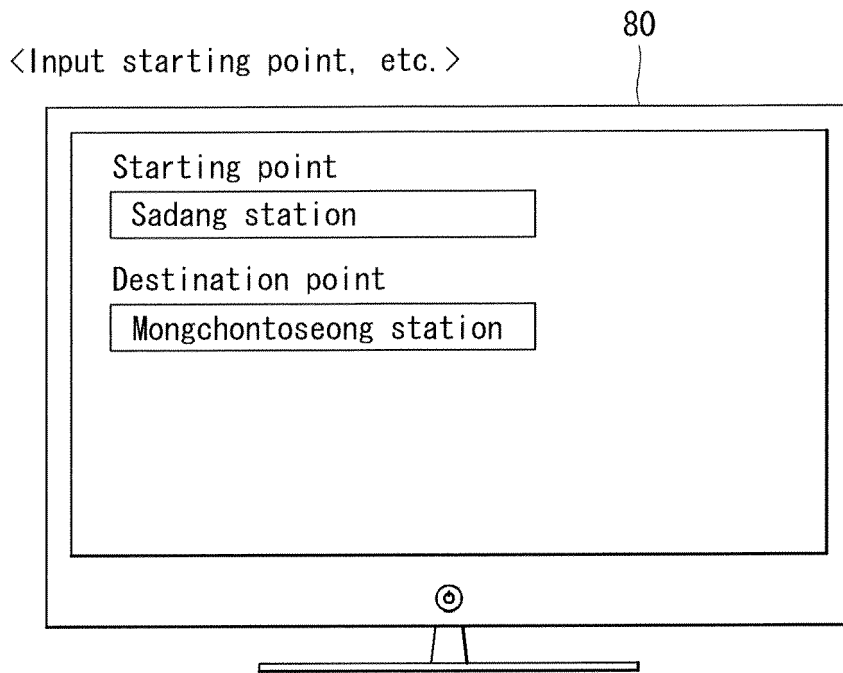 80
<Input starting point, etc.>
Starting point
Sadang station
Destination point
Mongchontoseong station